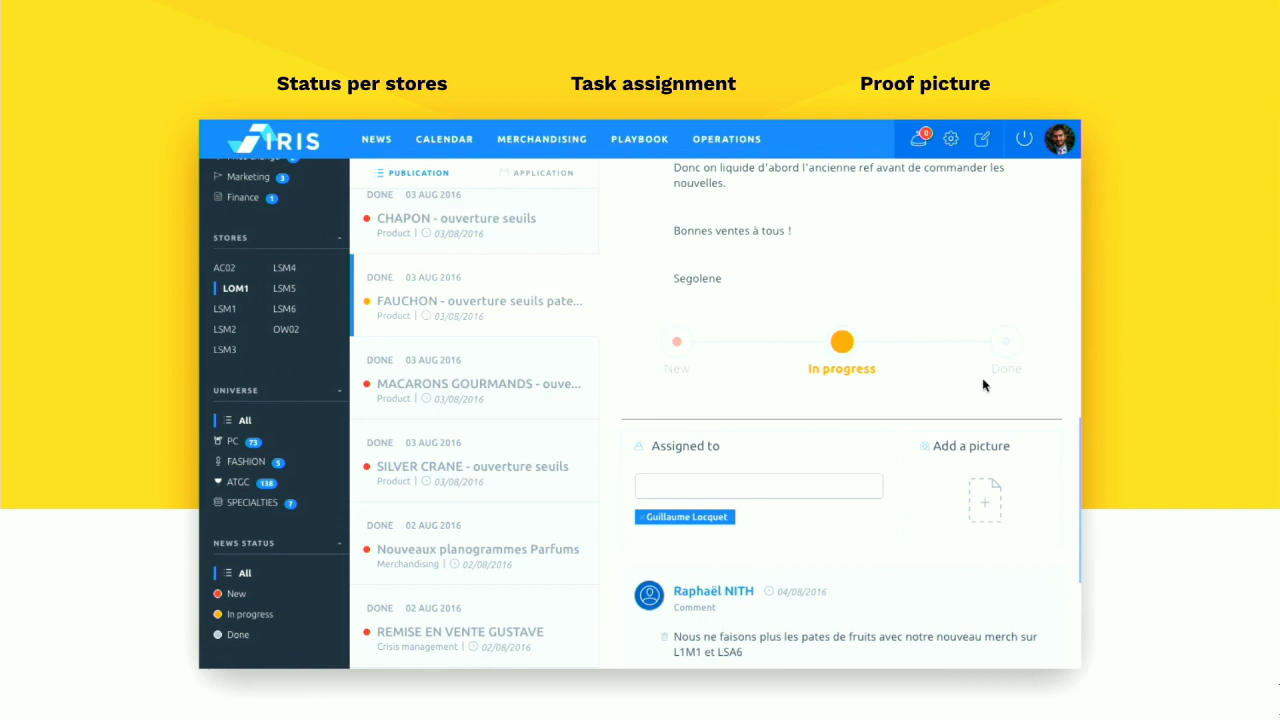 Status per stores
Task assignment
Proof picture
IRIS
NEWS
CALENDAR
MERCHANDISING
PLAYBOOK
OPERATIONS
0
Marketing 3
Finance 1
STORES -
AC02
LSM4
LOM1
LSM5
LSM1
LSM6
LSM2
OW02
LSM3
UNIVERSE -
All
PC 73
FASHION 5
ATGC 138
SPECIALTIES 7
NEWS STATUS -
All
New
In progress
Done
PUBLICATION
APPLICATION
DONE 03 AUG 2016
CHAPON - ouverture seuils
Product | 03/08/2016
DONE 03 AUG 2016
FAUCHON - ouverture seuils pate...
Product | 03/08/2016
DONE 03 AUG 2016
MACARONS GOURMANDS - ouve...
Product | 03/08/2016
DONE 03 AUG 2016
SILVER CRANE - ouverture seuils
Product | 03/08/2016
DONE 02 AUG 2016
Nouveaux planogrammes Parfums
Merchandising | 02/08/2016
DONE 02 AUG 2016
REMISE EN VENTE GUSTAVE
Crisis management | 02/08/2016
Donc on liquide d'abord l'ancienne ref avant de commander les
nouvelles.
Bonnes ventes à tous !
Segolene
New
In progress
Done
Assigned to
Add a picture
Guillaume Locquet
Raphaël NITH 04/08/2016
Comment
Nous ne faisons plus les pates de fruits avec notre nouveau merch sur
L1M1 et LSA6